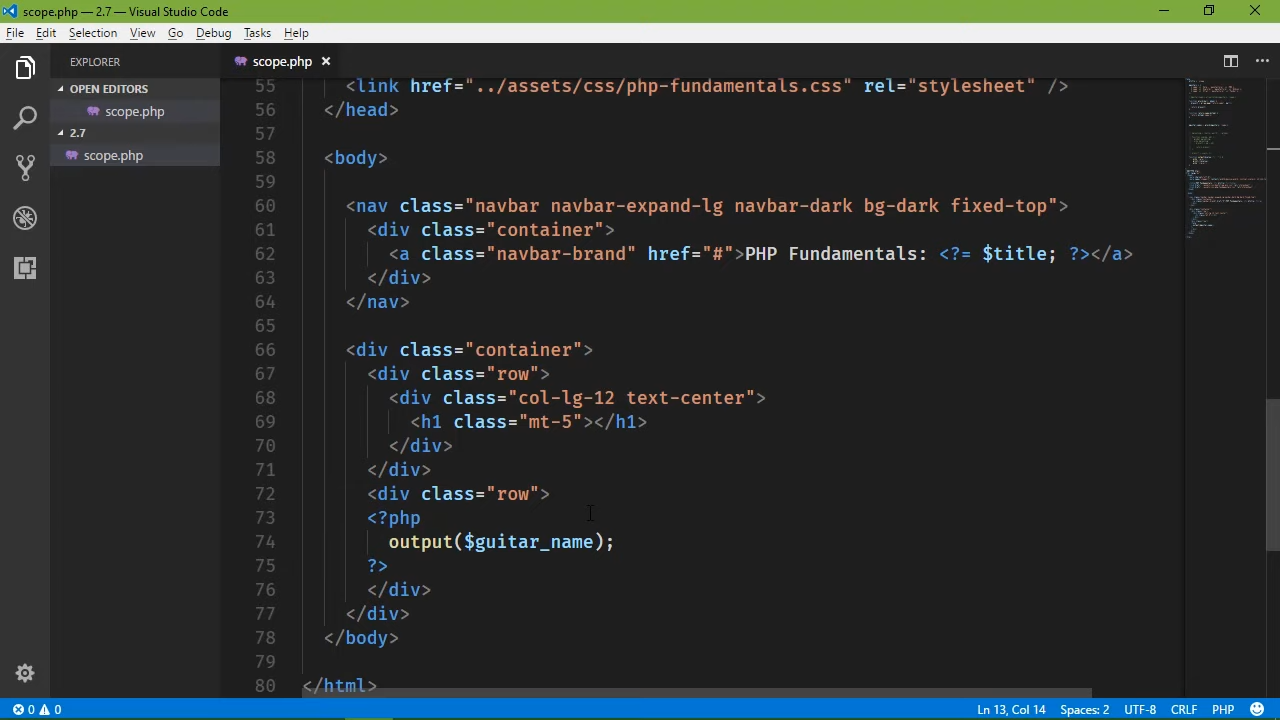 scope.php — 2.7 — Visual Studio Code
File Edit Selection View Go Debug Tasks Help
EXPLORER
OPEN EDITORS
scope.php
2.7
scope.php
scope.php
55 <link href="../assets/css/php-fundamentals.css" rel="stylesheet" />
56 </head>
57
58 <body>
59
60 <nav class="navbar navbar-expand-lg navbar-dark bg-dark fixed-top">
61 <div class="container">
62 <a class="navbar-brand" href="#">PHP Fundamentals: <?= $title; ?></a>
63 </div>
64 </nav>
65
66 <div class="container">
67 <div class="row">
68 <div class="col-lg-12 text-center">
69 <h1 class="mt-5"></h1>
70 </div>
71 </div>
72 <div class="row">
73 <?php
74 output($guitar_name);
75 ?>
76 </div>
77 </div>
78 </body>
79
80 </html>
0 0
Ln 13, Col 14 Spaces: 2 UTF-8 CRLF PHP